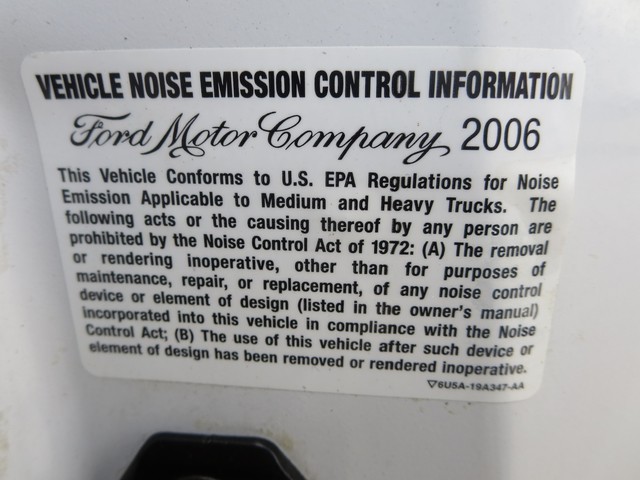 VEHICLE NOISE EMISSION CONTROL INFORMATION
Ford Motor Company 2006
This Vehicle Conforms to U.S. EPA Regulations for Noise
Emission Applicable to Medium and Heavy Trucks. The
following acts or the causing thereof by any person are
prohibited by the Noise Control Act of 1972: (A) The removal
or rendering inoperative, other than for purposes of
maintenance, repair, or replacement, of any noise control
device or element of design (listed in the owner's manual)
incorporated into this vehicle in compliance with the Noise
Control Act; (B) The use of this vehicle after such device or
element of design has been removed or rendered inoperative.
▽6U5A-19A347-AA